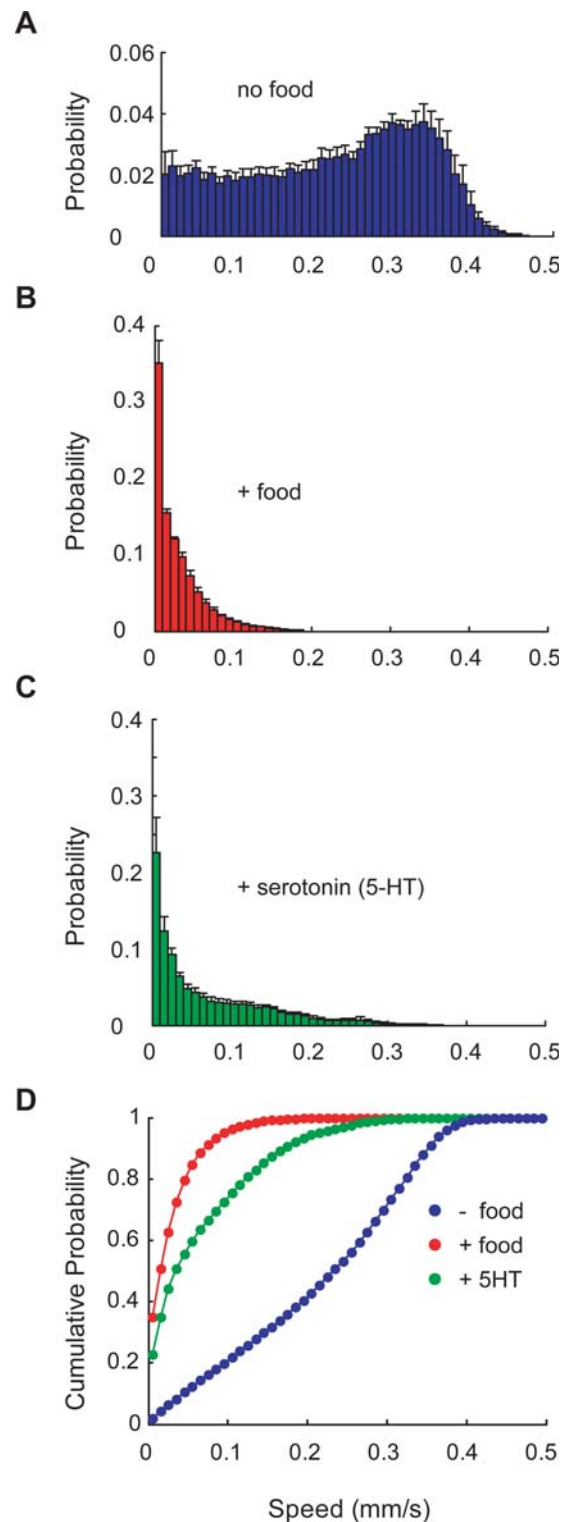 A
0.06
0.04
0.02
0
Probability
no food
0 0.1 0.2 0.3 0.4 0.5
B
0.4
0.3
0.2
0.1
0
Probability
+ food
0 0.1 0.2 0.3 0.4 0.5
C
0.4
0.3
0.2
0.1
0
Probability
+ serotonin (5-HT)
0 0.1 0.2 0.3 0.4 0.5
D
1
0.8
0.6
0.4
0.2
0
Cumulative Probability
- food
+ food
+ 5HT
0 0.1 0.2 0.3 0.4 0.5
Speed (mm/s)